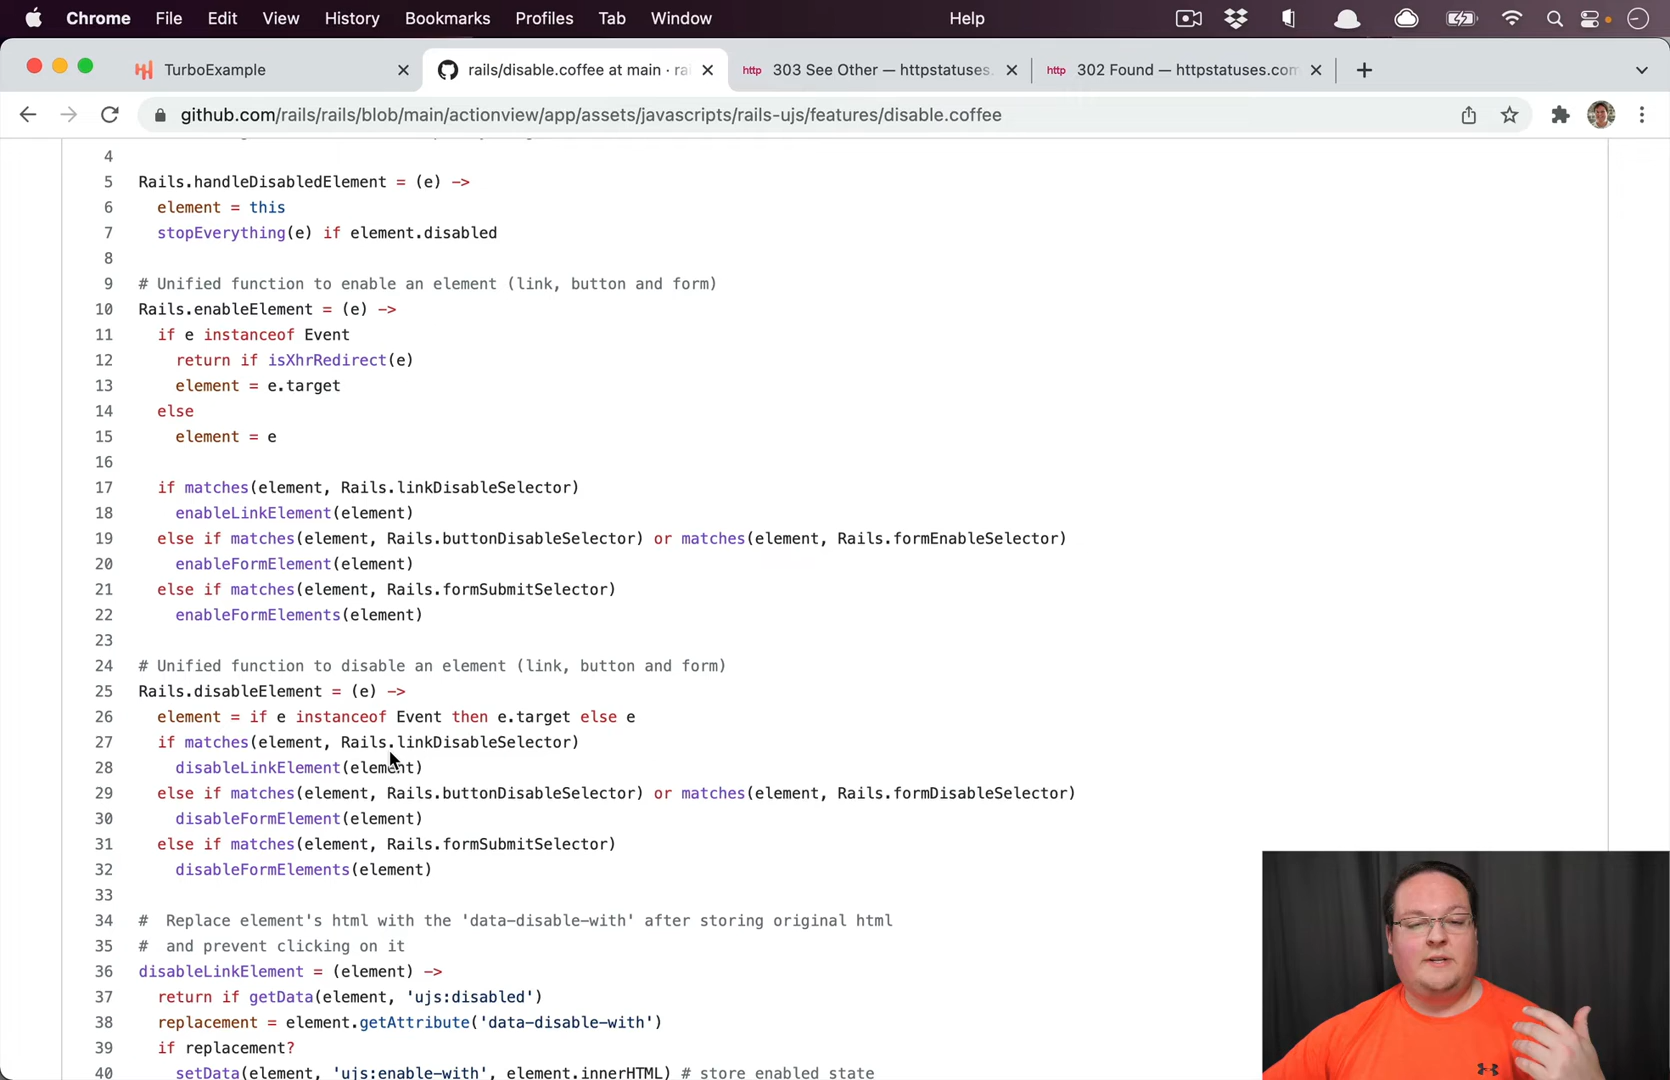 Chrome File Edit View History Bookmarks Profiles Tab Window Help
TurboExample rails/disable.coffee at main · ra 303 See Other — httpstatuses. 302 Found — httpstatuses.com
github.com/rails/rails/blob/main/actionview/app/assets/javascripts/rails-ujs/features/disable.coffee
4
5 Rails.handleDisabledElement = (e) ->
6 element = this
7 stopEverything(e) if element.disabled
8
9 # Unified function to enable an element (link, button and form)
10 Rails.enableElement = (e) ->
11 if e instanceof Event
12 return if isXhrRedirect(e)
13 element = e.target
14 else
15 element = e
16
17 if matches(element, Rails.linkDisableSelector)
18 enableLinkElement(element)
19 else if matches(element, Rails.buttonDisableSelector) or matches(element, Rails.formEnableSelector)
20 enableFormElement(element)
21 else if matches(element, Rails.formSubmitSelector)
22 enableFormElements(element)
23
24 # Unified function to disable an element (link, button and form)
25 Rails.disableElement = (e) ->
26 element = if e instanceof Event then e.target else e
27 if matches(element, Rails.linkDisableSelector)
28 disableLinkElement(element)
29 else if matches(element, Rails.buttonDisableSelector) or matches(element, Rails.formDisableSelector)
30 disableFormElement(element)
31 else if matches(element, Rails.formSubmitSelector)
32 disableFormElements(element)
33
34 # Replace element's html with the 'data-disable-with' after storing original html
35 # and prevent clicking on it
36 disableLinkElement = (element) ->
37 return if getData(element, 'ujs:disabled')
38 replacement = element.getAttribute('data-disable-with')
39 if replacement?
40 setData(element, 'ujs:enable-with', element.innerHTML) # store enabled state